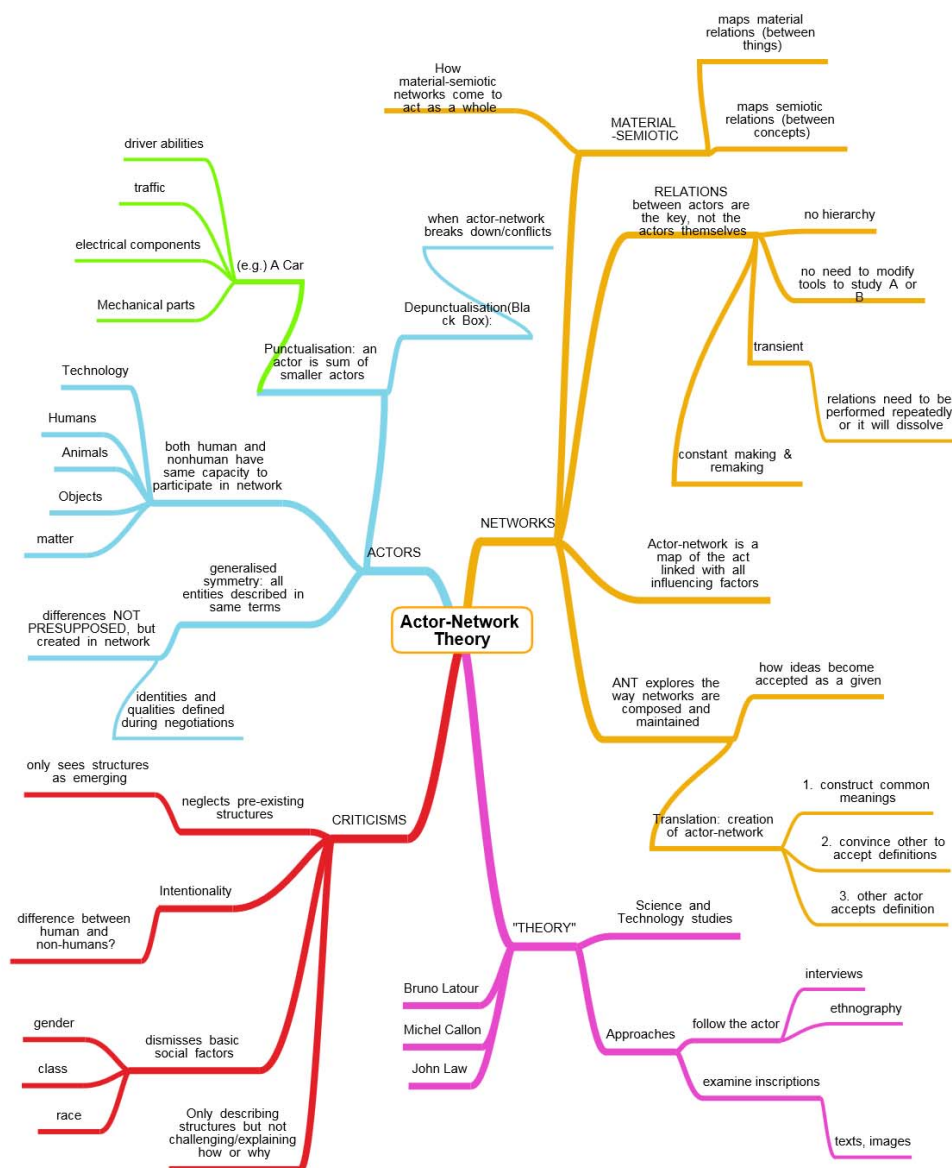 Actor-Network
Theory
NETWORKS
MATERIAL
-SEMIOTIC
How
material-semiotic
networks come to
act as a whole
maps material
relations (between
things)
maps semiotic
relations (between
concepts)
RELATIONS
between actors are
the key, not the
actors themselves
no hierarchy
no need to modify
tools to study A or
B
transient
relations need to be
performed repeatedly
or it will dissolve
constant making &
remaking
Actor-network is a
map of the act
linked with all
influencing factors
ANT explores the
way networks are
composed and
maintained
how ideas become
accepted as a given
Translation: creation
of actor-network
1. construct common
meanings
2. convince other to
accept definitions
3. other actor
accepts definition
"THEORY"
Science and
Technology studies
Approaches
follow the actor
interviews
ethnography
examine inscriptions
texts, images
Bruno Latour
Michel Callon
John Law
CRITICISMS
neglects pre-existing
structures
only sees structures
as emerging
Intentionality
difference between
human and
non-humans?
dismisses basic
social factors
gender
class
race
Only describing
structures but not
challenging/explaining
how or why
ACTORS
Depunctualisation(Bla
ck Box):
when actor-network
breaks down/conflicts
Punctualisation: an
actor is sum of
smaller actors
(e.g.) A Car
driver abilities
traffic
electrical components
Mechanical parts
both human and
nonhuman have
same capacity to
participate in network
Technology
Humans
Animals
Objects
matter
generalised
symmetry: all
entities described in
same terms
differences NOT
PRESUPPOSED, but
created in network
identities and
qualities defined
during negotiations